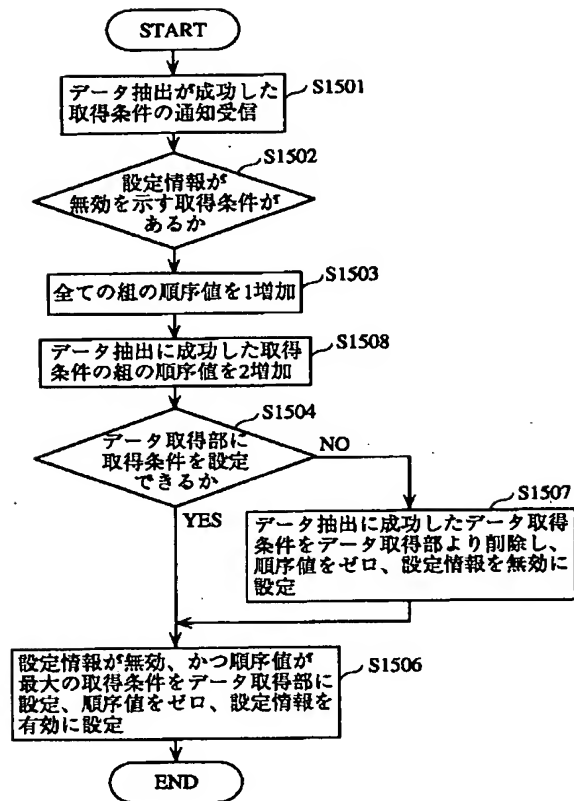 START
データ抽出が成功した
取得条件の通知受信
S1501
S1502
設定情報が
無効を示す取得条件が
あるか
全ての組の順序値を1増加
S1503
データ抽出に成功した取得
条件の組の順序値を2増加
S1508
S1504
データ取得部に
取得条件を設定
できるか
NO
YES
S1507
データ抽出に成功したデータ取得
条件をデータ取得部より削除し、
順序値をゼロ、設定情報を無効に
設定
設定情報が無効、かつ順序値が
最大の取得条件をデータ取得部に
設定、順序値をゼロ、設定情報を
有効に設定
S1506
END